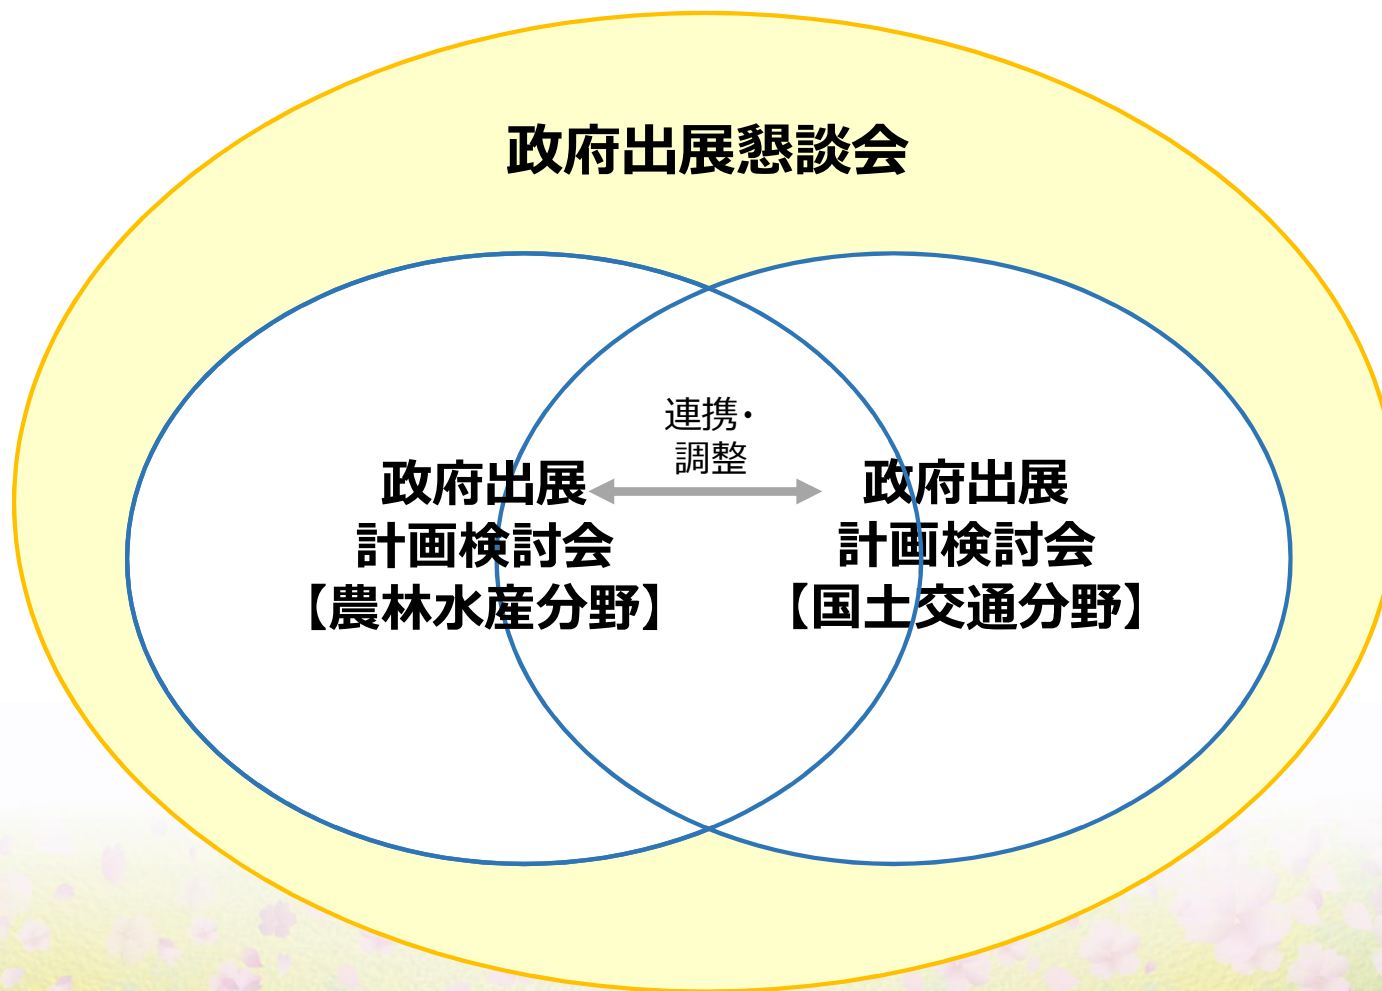 政府出展懇談会
連携・
調整
政府出展
計画検討会
【農林水産分野】
政府出展
計画検討会
【国土交通分野】